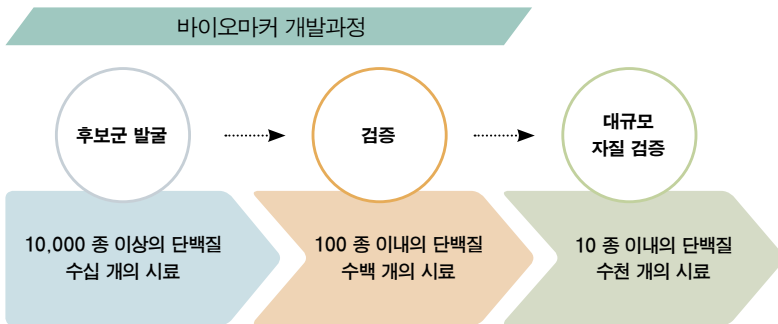 바이오마커 개발과정
후보군 발굴
검증
대규모
자질 검증
10,000 종 이상의 단백질
수십 개의 시료
100 종 이내의 단백질
수백 개의 시료
10 종 이내의 단백질
수천 개의 시료